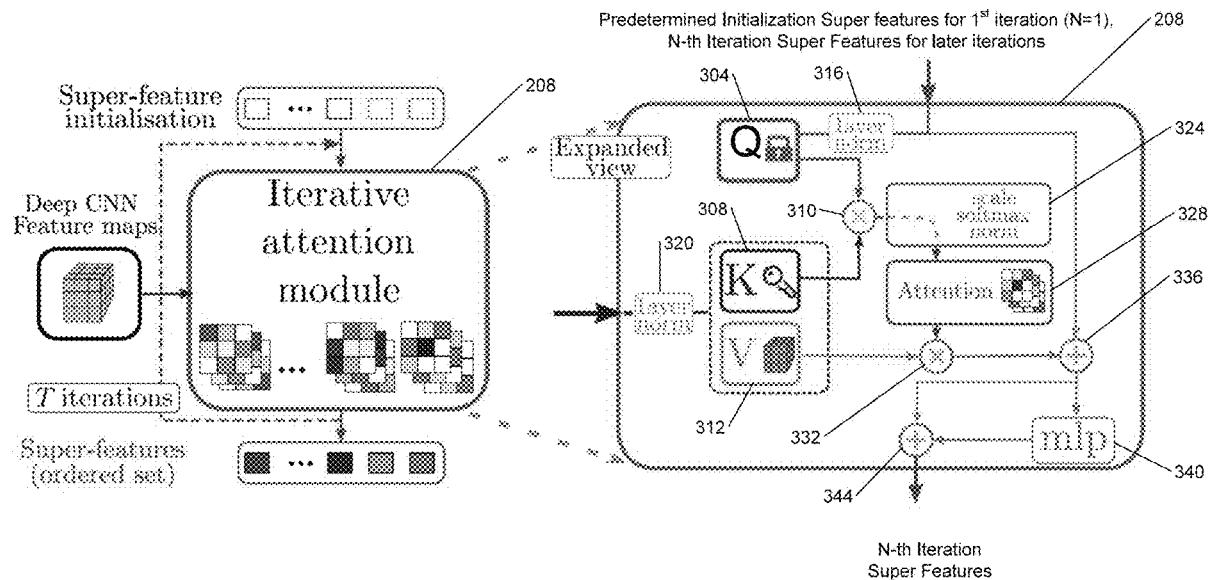 Predetermined Initialization Super features for 1st iteration (N=1),
N-th Iteration Super Features for later iterations
208
304
316
324
Super-feature
initialisation
208
Expanded
view
Q
layer
norm
Iterative
attention
module
Deep CNN
Feature maps
310
scale
softmax
norm
308
328
320
K
Attention
336
layer
norm
V
T iterations
312
332
mlp
Super-features
(ordered set)
344
340
N-th Iteration
Super Features